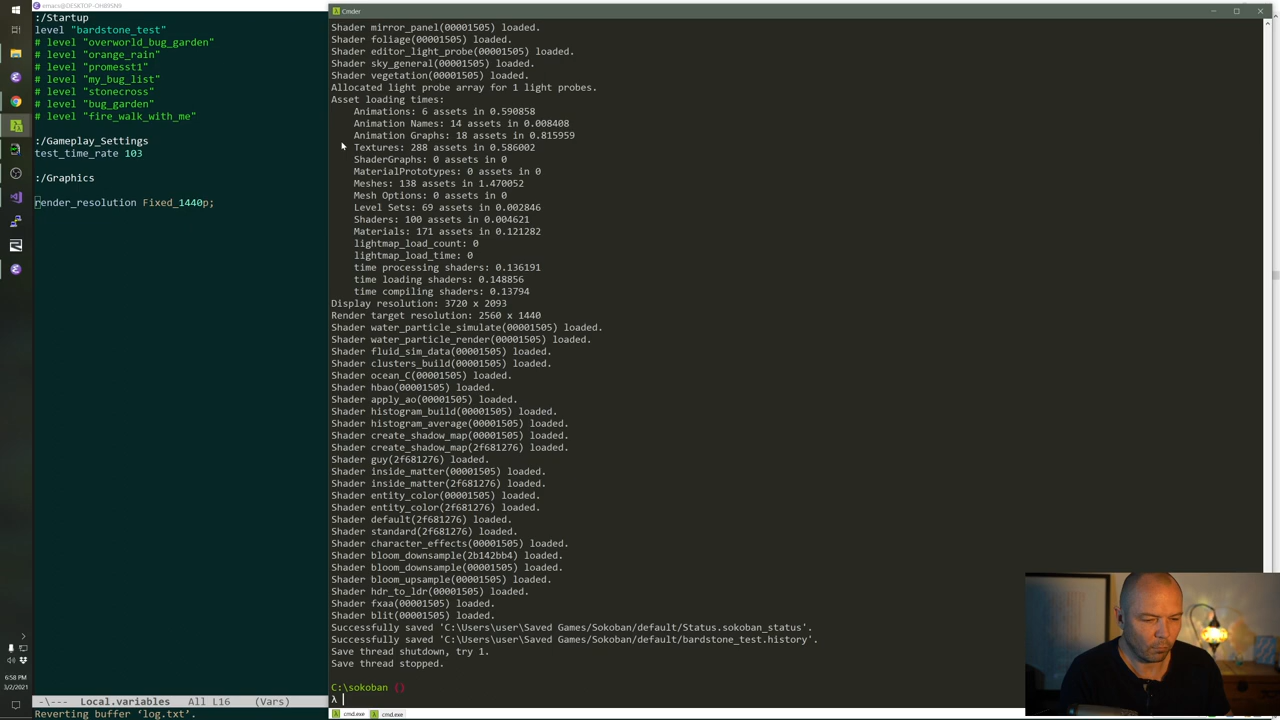 emacs@DESKTOP-OH89SN9
:/Startup
level "bardstone_test"
# level "overworld_bug_garden"
# level "orange_rain"
# level "promesst1"
# level "my_bug_list"
# level "stonecross"
# level "bug_garden"
# level "fire_walk_with_me"
:/Gameplay_Settings
test_time_rate 103
:/Graphics
render_resolution Fixed_1440p;
-\--- Local.variables All L16 (Vars)
Reverting buffer ‘log.txt’.
Cmder
Shader mirror_panel(00001505) loaded.
Shader foliage(00001505) loaded.
Shader editor_light_probe(00001505) loaded.
Shader sky_general(00001505) loaded.
Shader vegetation(00001505) loaded.
Allocated light probe array for 1 light probes.
Asset loading times:
Animations: 6 assets in 0.590858
Animation Names: 14 assets in 0.008408
Animation Graphs: 18 assets in 0.815959
Textures: 288 assets in 0.586002
ShaderGraphs: 0 assets in 0
MaterialPrototypes: 0 assets in 0
Meshes: 138 assets in 1.470052
Mesh Options: 0 assets in 0
Level Sets: 69 assets in 0.002846
Shaders: 100 assets in 0.004621
Materials: 171 assets in 0.121282
lightmap_load_count: 0
lightmap_load_time: 0
time processing shaders: 0.136191
time loading shaders: 0.148856
time compiling shaders: 0.13794
Display resolution: 3720 x 2093
Render target resolution: 2560 x 1440
Shader water_particle_simulate(00001505) loaded.
Shader water_particle_render(00001505) loaded.
Shader fluid_sim_data(00001505) loaded.
Shader clusters_build(00001505) loaded.
Shader ocean_C(00001505) loaded.
Shader hbao(00001505) loaded.
Shader apply_ao(00001505) loaded.
Shader histogram_build(00001505) loaded.
Shader histogram_average(00001505) loaded.
Shader create_shadow_map(00001505) loaded.
Shader create_shadow_map(2f681276) loaded.
Shader guy(2f681276) loaded.
Shader inside_matter(00001505) loaded.
Shader inside_matter(2f681276) loaded.
Shader entity_color(00001505) loaded.
Shader entity_color(2f681276) loaded.
Shader default(2f681276) loaded.
Shader standard(2f681276) loaded.
Shader character_effects(00001505) loaded.
Shader bloom_downsample(2b142bb4) loaded.
Shader bloom_downsample(00001505) loaded.
Shader bloom_upsample(00001505) loaded.
Shader hdr_to_ldr(00001505) loaded.
Shader fxaa(00001505) loaded.
Shader blit(00001505) loaded.
Successfully saved 'C:\Users\user\Saved Games/Sokoban/default/Status.sokoban_status'.
Successfully saved 'C:\Users\user\Saved Games/Sokoban/default/bardstone_test.history'.
Save thread shutdown, try 1.
Save thread stopped.
C:\sokoban ()
λ
cmd.exe cmd.exe
6:58 PM
3/2/2021